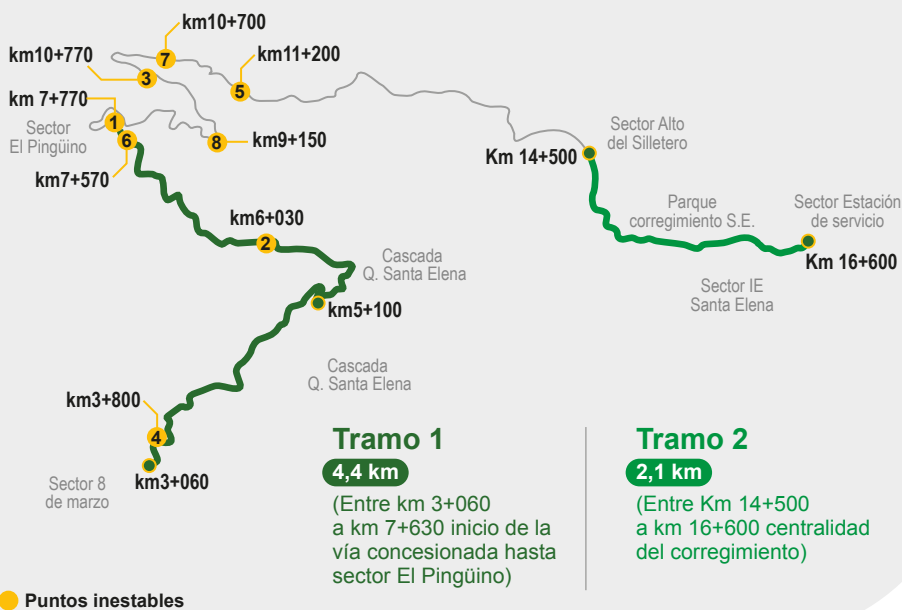 km10+700
7
km11+200
km10+770
3
5
km 7+770
1
Sector
El Pingüino
6
8
km9+150
km7+570
Sector Alto
del Silletero
Km 14+500
Parque
corregimiento S.E.
Sector Estación
de servicio
Km 16+600
Sector IE
Santa Elena
km6+030
2
Cascada
Q. Santa Elena
km5+100
Cascada
Q. Santa Elena
km3+800
4
km3+060
Sector 8
de marzo
Tramo 1
4,4 km
(Entre km 3+060
a km 7+630 inicio de la
vía concesionada hasta
sector El Pingüino)
Tramo 2
2,1 km
(Entre Km 14+500
a km 16+600 centralidad
del corregimiento)
Puntos inestables